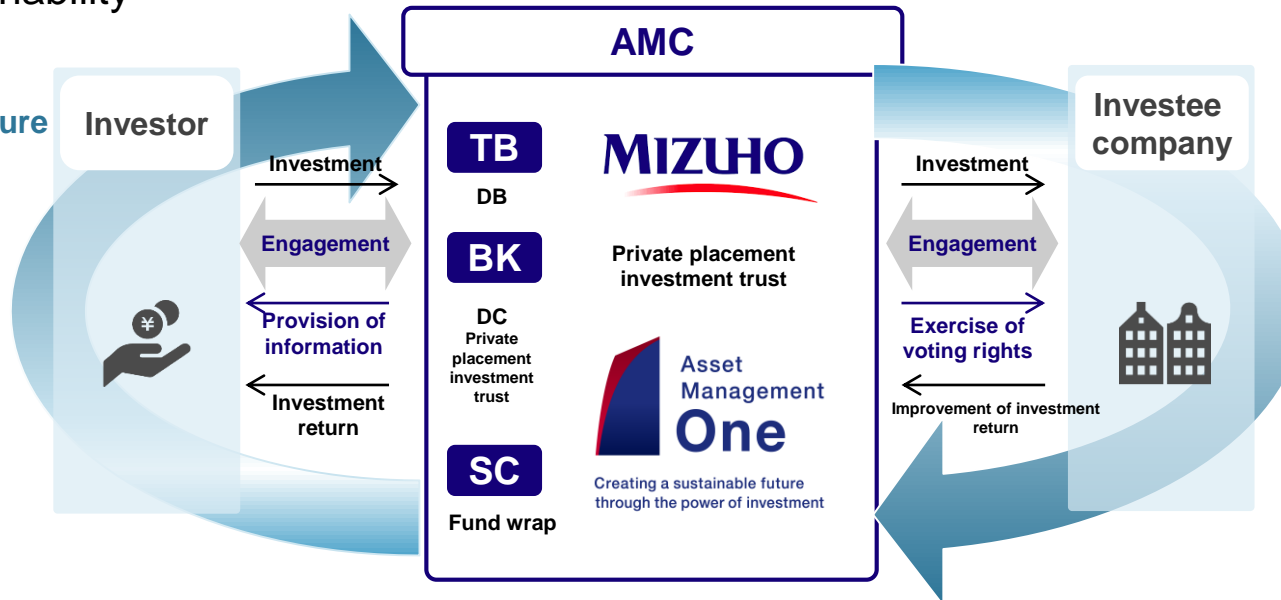 AMC
Investor
Investment
Engagement
Provision of
information
Investment
return
¥
TB
DB
BK
DC
Private
placement
investment
trust
SC
Fund wrap
MIZUHO
Private placement
investment trust
Asset
Management
One
Creating a sustainable future
through the power of investment
Investee
company
Investment
Engagement
Exercise of
voting rights
Improvement of investment
return